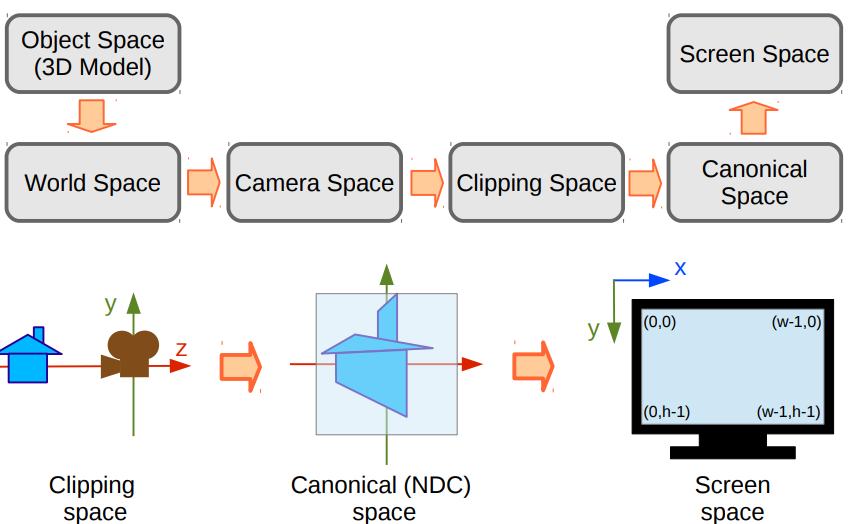 Object Space
(3D Model)
Screen Space
World Space
Camera Space
Clipping Space
Canonical
Space
y
z
x
y
(0,0)
(w-1,0)
(0,h-1)
(w-1,h-1)
Clipping
space
Canonical (NDC)
space
Screen
space